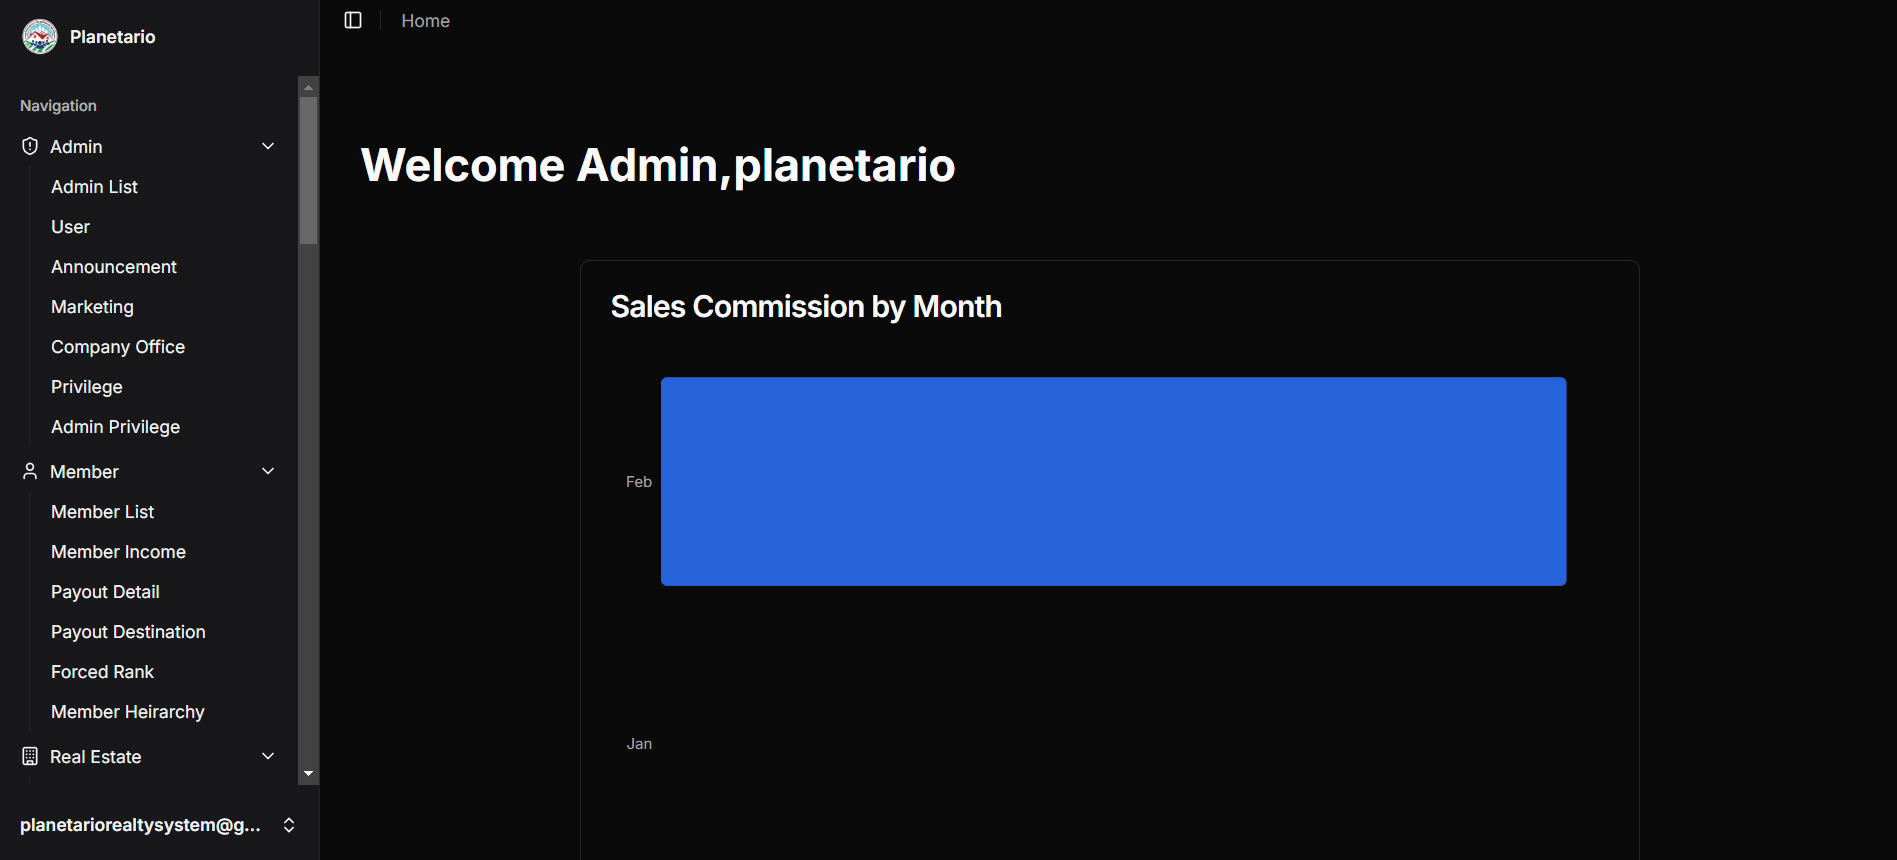 Planetario
Navigation
Admin
Admin List
User
Announcement
Marketing
Company Office
Privilege
Admin Privilege
Member
Member List
Member Income
Payout Detail
Payout Destination
Forced Rank
Member Heirarchy
Real Estate
planetariorealtysystem@g...
Home
Welcome Admin,planetario
Sales Commission by Month
Feb
Jan